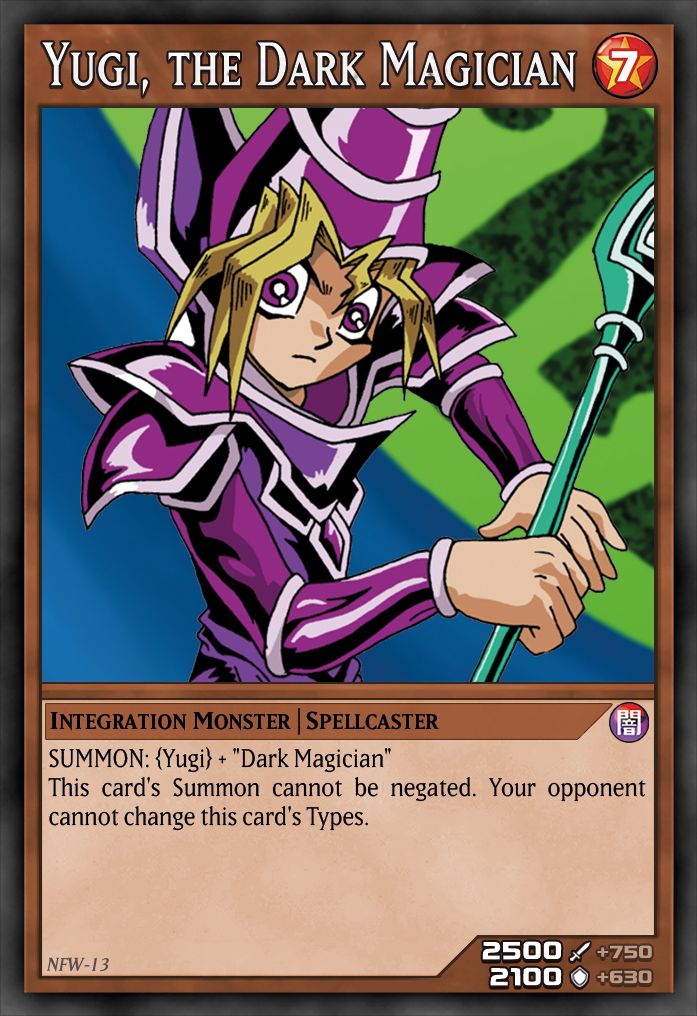 Yugi, the Dark Magician 7
Integration Monster | Spellcaster 闇
SUMMON: {Yugi} + "Dark Magician"
This card's Summon cannot be negated. Your opponent
cannot change this card's Types.
NFW-13
2500 +750
2100 +630